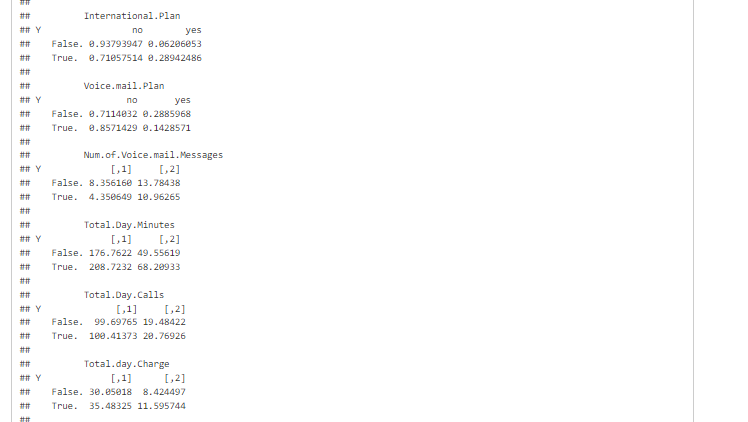 ##
## International.Plan
## Y no yes
## False. 0.93793947 0.06206053
## True. 0.71057514 0.28942486
##
## Voice.mail.Plan
## Y no yes
## False. 0.7114032 0.2885968
## True. 0.8571429 0.1428571
##
## Num.of.Voice.mail.Messages
## Y [,1] [,2]
## False. 8.356160 13.78438
## True. 4.350649 10.96265
##
## Total.Day.Minutes
## Y [,1] [,2]
## False. 176.7622 49.55619
## True. 208.7232 68.20933
##
## Total.Day.Calls
## Y [,1] [,2]
## False. 99.69765 19.48422
## True. 100.41373 20.76926
##
## Total.day.Charge
## Y [,1] [,2]
## False. 30.05018 8.424497
## True. 35.48325 11.595744
##